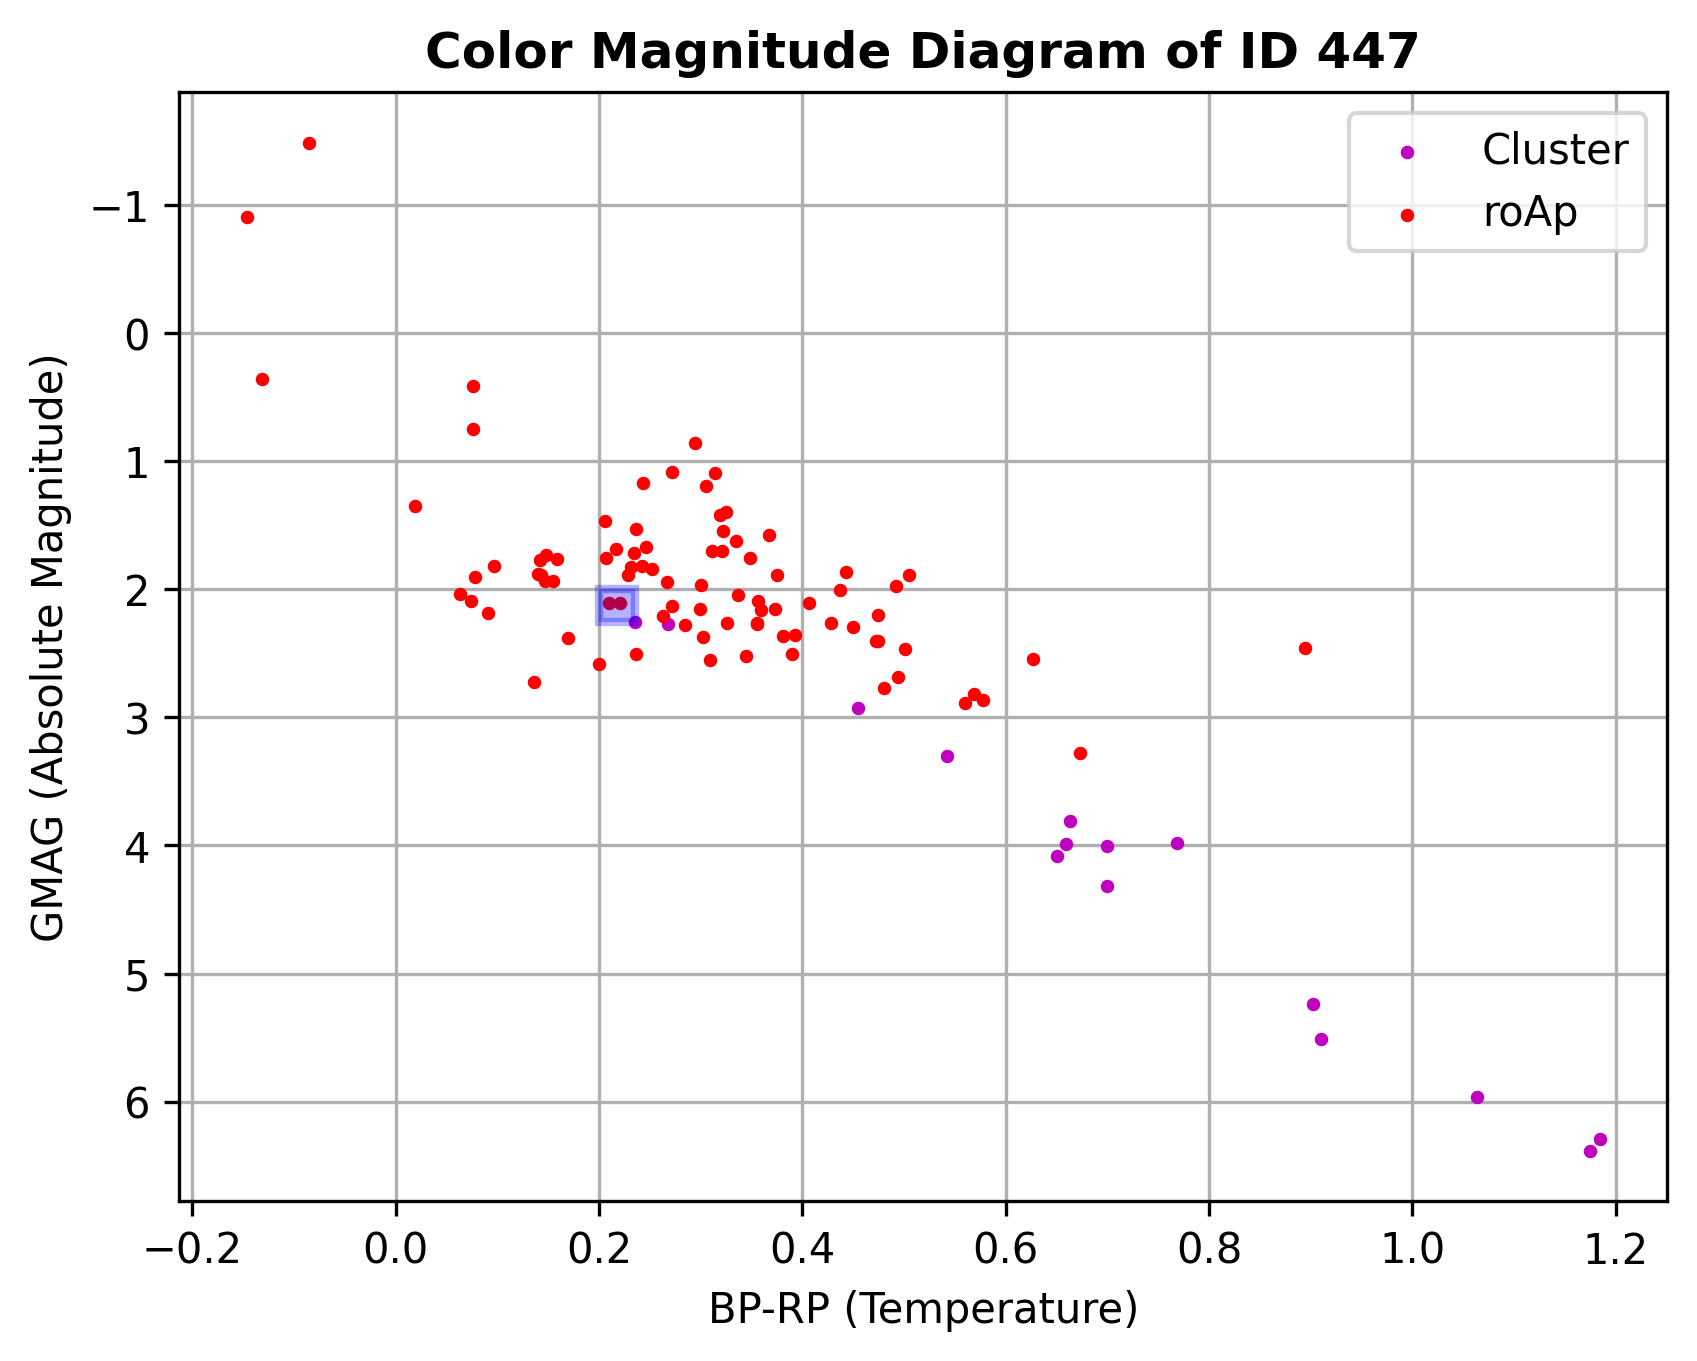 Color Magnitude Diagram of ID 447
Cluster
roAp
GMAG (Absolute Magnitude)
−1
0
1
2
3
4
5
6
−0.2 0.0 0.2 0.4 0.6 0.8 1.0 1.2
BP-RP (Temperature)